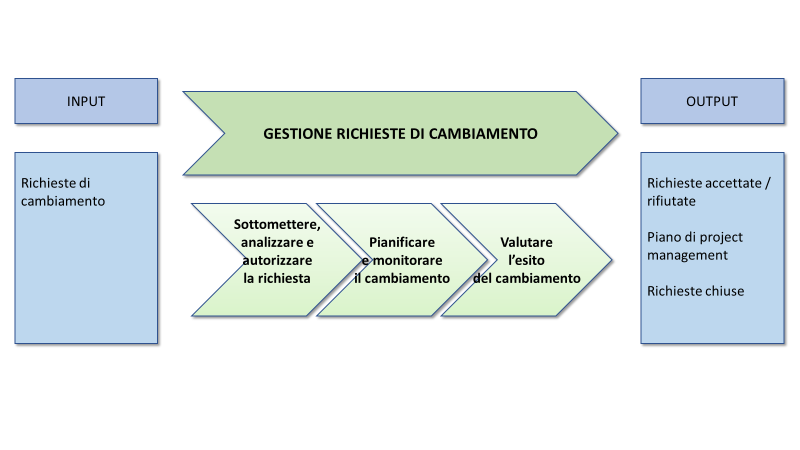 INPUT
GESTIONE RICHIESTE DI CAMBIAMENTO
OUTPUT
Richieste di
cambiamento
Sottomettere,
analizzare e
autorizzare
la richiesta
Pianificare
e monitorare
il cambiamento
Valutare
l’esito
del cambiamento
Richieste accettate /
rifiutate
Piano di project
management
Richieste chiuse